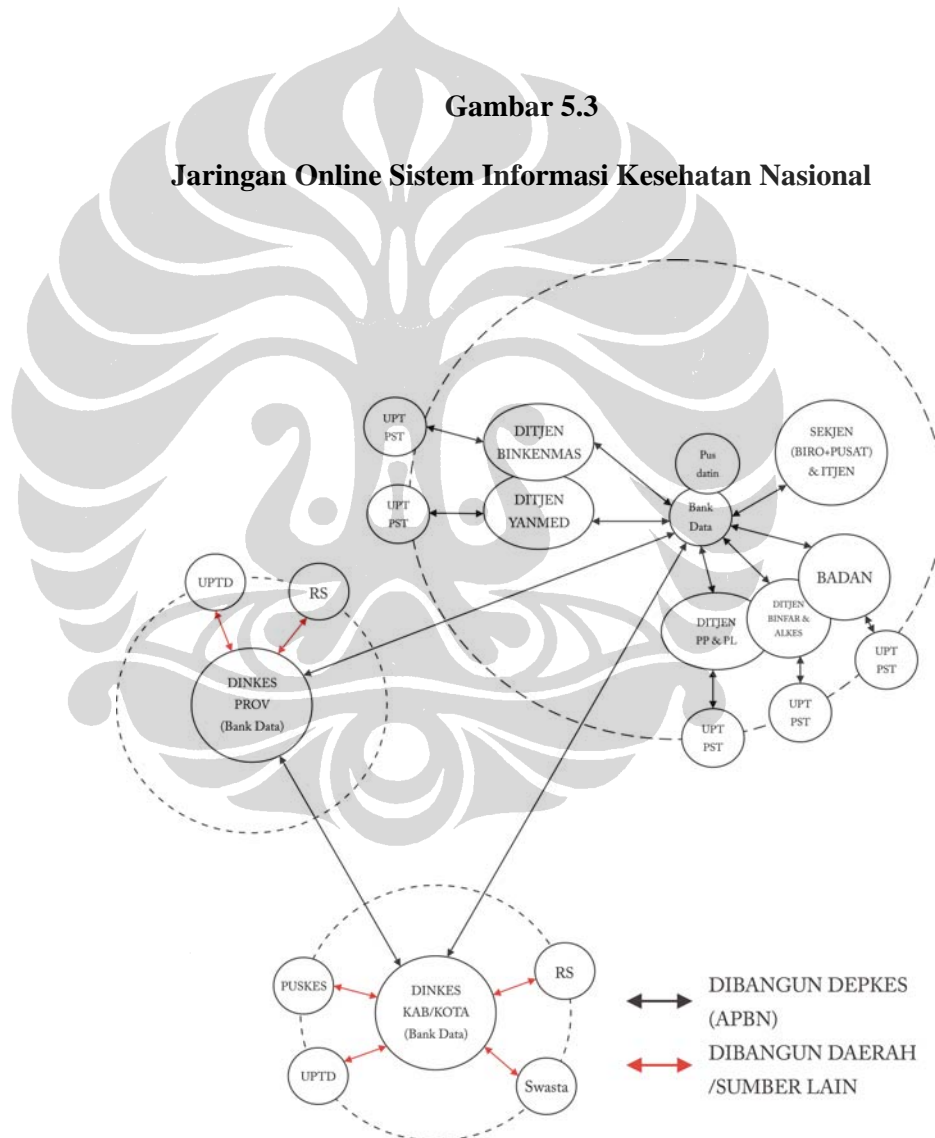 Gambar 5.3
Jaringan Online Sistem Informasi Kesehatan Nasional
UPT
PST
DITJEN
BINKENMAS
UPT
PST
DITJEN
YANMED
Pus
datin
Bank
Data
SEKJEN
(BIRO+PUSAT)
& ITJEN
BADAN
DITJEN
BINFAR &
ALKES
DITJEN
PP & PL
UPT
PST
UPT
PST
UPT
PST
UPTD
RS
DINKES
PROV
(Bank Data)
PUSKES
DINKES
KAB/KOTA
(Bank Data)
RS
UPTD
Swasta
DIBANGUN DEPKES
(APBN)
DIBANGUN DAERAH
/SUMBER LAIN